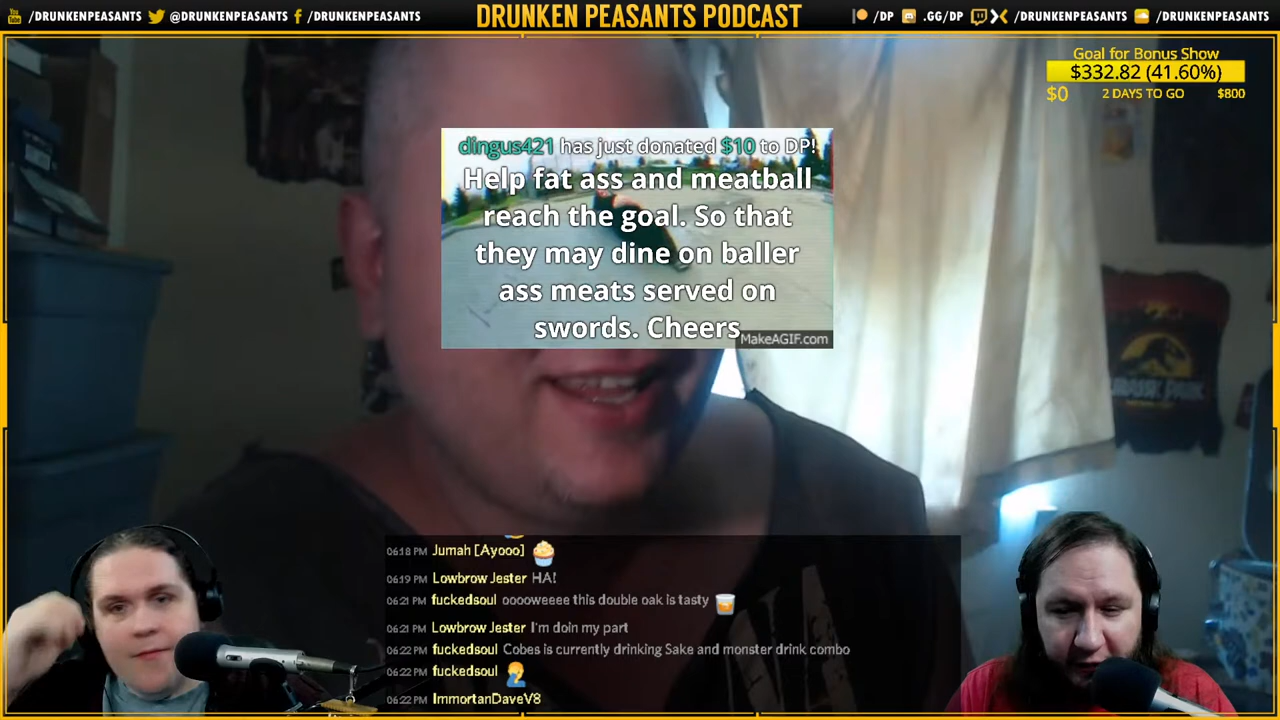 /DRUNKENPEASANTS @DRUNKENPEASANTS /DRUNKENPEASANTS DRUNKEN PEASANTS PODCAST /DP .GG/DP /DRUNKENPEASANTS /DRUNKENPEASANTS
Goal for Bonus Show
$332.82 (41.60%)
$0 2 DAYS TO GO $800
dingus421 has just donated $10 to DP!
Help fat ass and meatball
reach the goal. So that
they may dine on baller
ass meats served on
swords. Cheers
MakeAGIF.com
JURASSIC PARK
06:18 PM Jumah [Ayooo]
06:19 PM Lowbrow Jester HA!
06:21 PM fuckedsoul ooooweeee this double oak is tasty
06:21 PM Lowbrow Jester I'm doin my part
06:22 PM fuckedsoul Cobes is currently drinking Sake and monster drink combo
06:22 PM fuckedsoul
06:22 PM ImmortanDaveV8